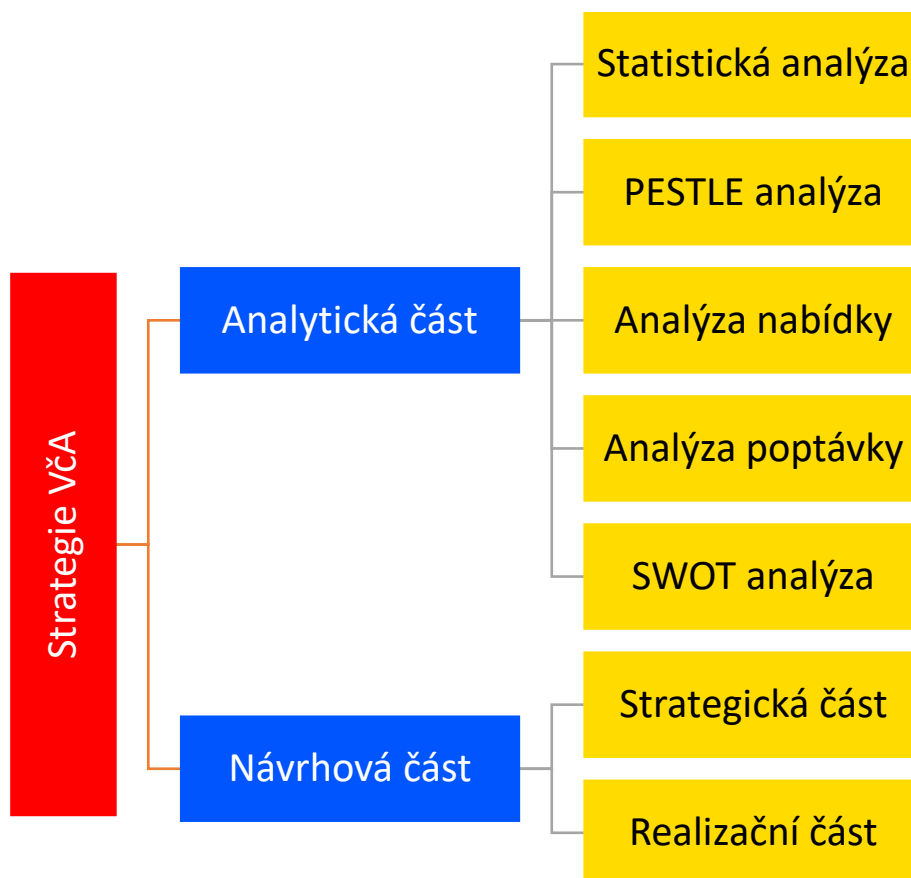 Strategie VčA
Analytická část
Statistická analýza
PESTLE analýza
Analýza nabídky
Analýza poptávky
SWOT analýza
Návrhová část
Strategická část
Realizační část